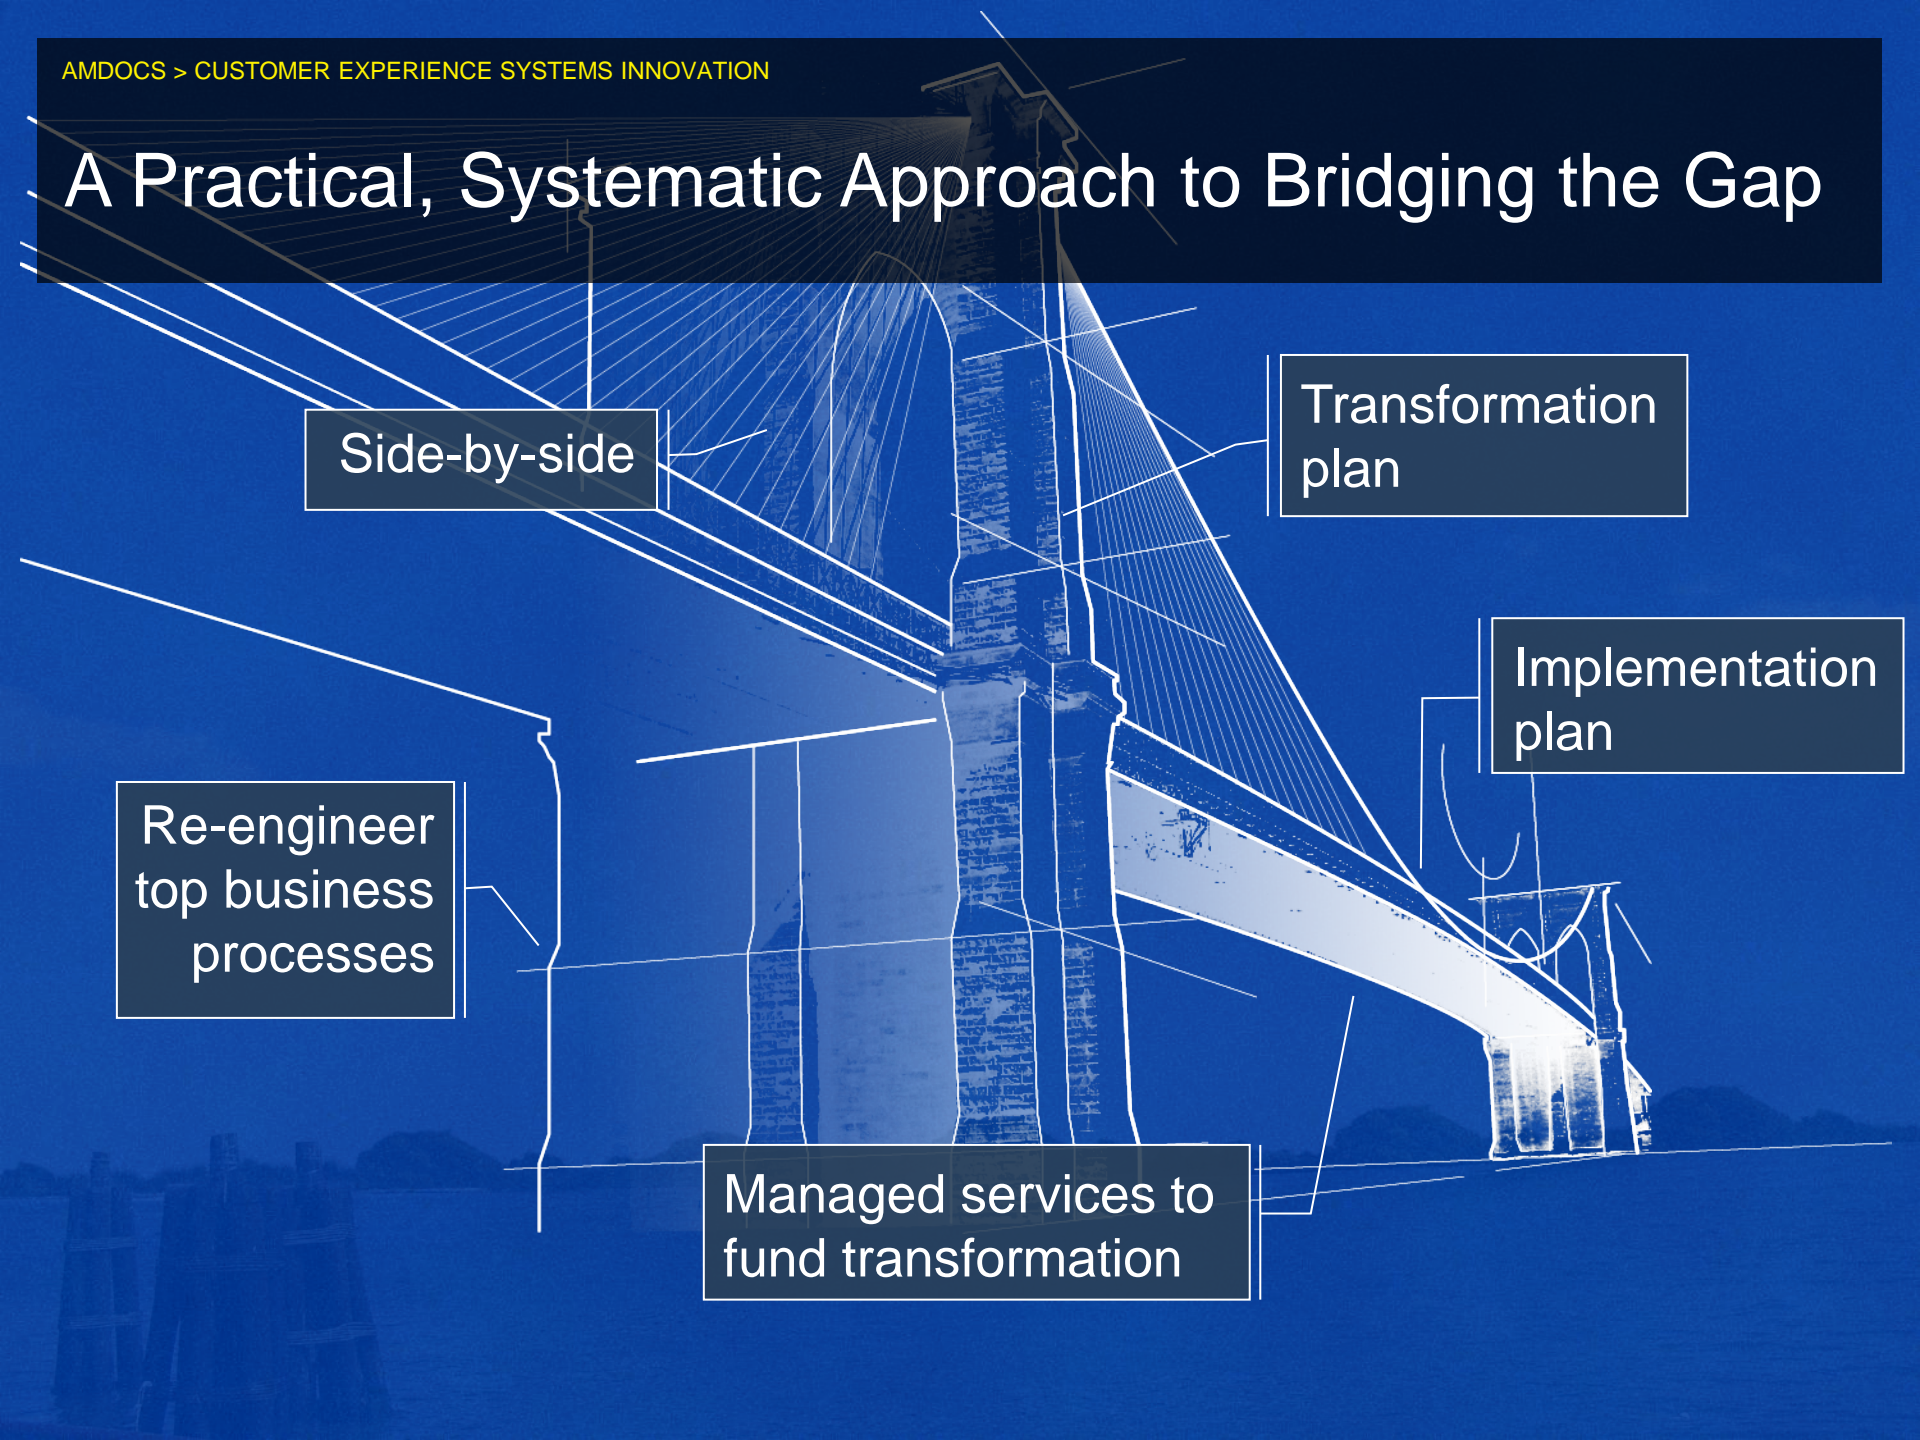 AMDOCS > CUSTOMER EXPERIENCE SYSTEMS INNOVATION
A Practical, Systematic Approach to Bridging the Gap
Side-by-side
Transformation
plan
Implementation
plan
Re-engineer
top business
processes
Managed services to
fund transformation